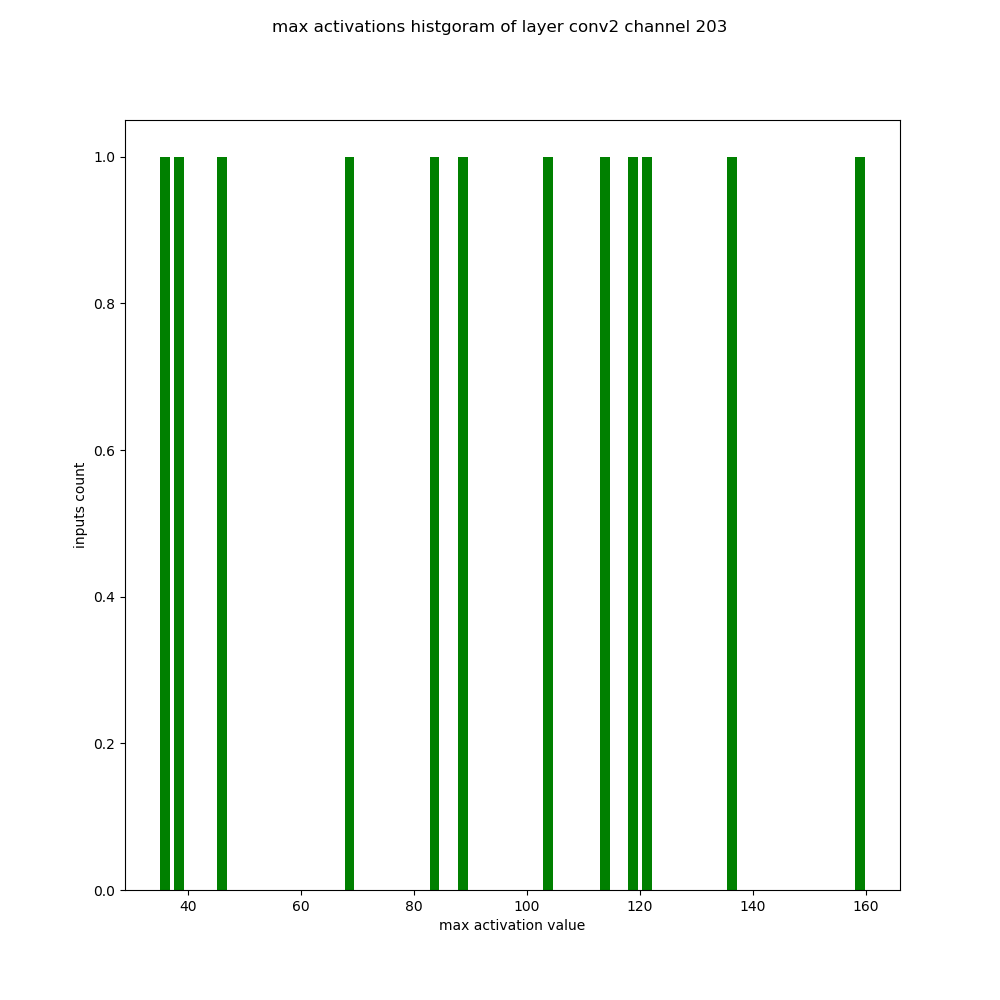 max activations histgoram of layer conv2 channel 203
1.0
0.8
0.6
0.4
0.2
0.0
inputs count
40 60 80 100 120 140 160
max activation value